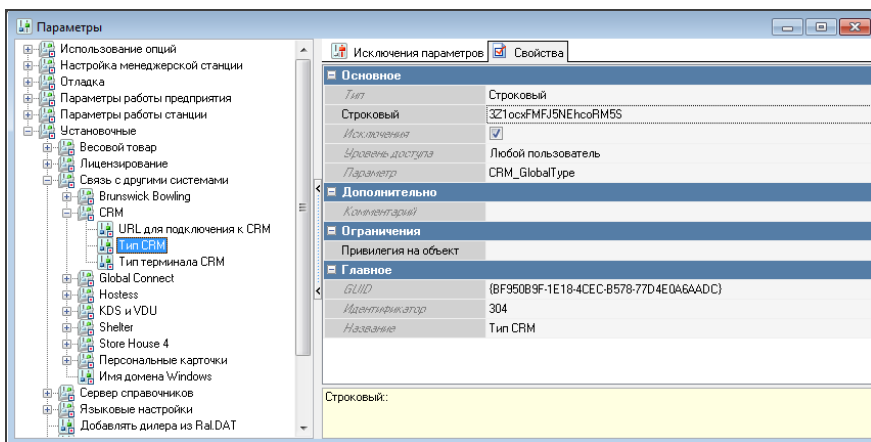 Параметры
Использование опций
Настройка менеджерской станции
Отладка
Параметры работы предприятия
Параметры работы станции
Установочные
Весовой товар
Лицензирование
Связь с другими системами
Brunswick Bowling
CRM
URL для подключения к CRM
Тип CRM
Тип терминала CRM
Global Connect
Hostess
KDS и VDU
Shelter
Store House 4
Персональные карточки
Имя домена Windows
Сервер справочников
Языковые настройки
Добавлять дилера из Ral.DAT
Исключения параметров Свойства
Основное
Тип Строковый
Строковый 3Z1ocxFMFJ5NEhcoRM5S
Исключения
Уровень доступа Любой пользователь
Параметр CRM_GlobalType
Дополнительно
Комментарий
Ограничения
Привилегия на объект
Главное
GUID {BF950B9F-1E18-4CEC-B578-77D4E0A6AADC}
Идентификатор 304
Название Тип CRM
Строковый::